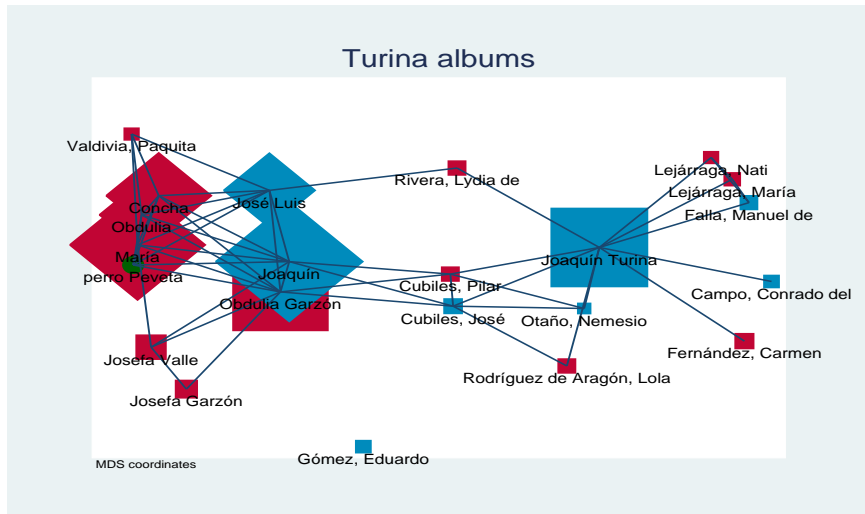 Turina albums
Valdivia, Paquita
Lejárraga, Nati
Rivera, Lydia de
Lejárraga, María
Concha
José Luis
Falla, Manuel de
Obdulia
María
Joaquín Turina
perro Peveta
Joaquín
Cubiles, Pilar
Campo, Conrado del
Obdulia Garzón
Cubiles, José
Otaño, Nemesio
Josefa Valle
Fernández, Carmen
Rodríguez de Aragón, Lola
Josefa Garzón
Gómez, Eduardo
MDS coordinates